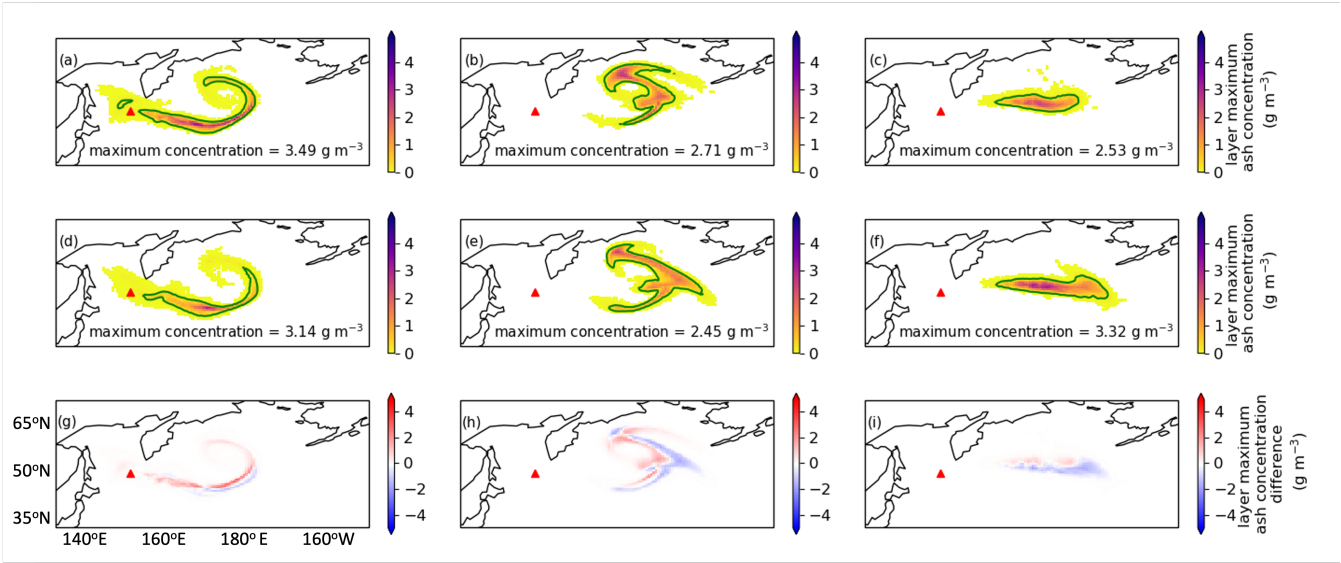 (a)
maximum concentration = 3.49 g m⁻³
4
3
2
1
0
(b)
maximum concentration = 2.71 g m⁻³
4
3
2
1
0
(c)
maximum concentration = 2.53 g m⁻³
4
3
2
1
0
layer maximum
ash concentration
(g m⁻³)
(d)
maximum concentration = 3.14 g m⁻³
4
3
2
1
0
(e)
maximum concentration = 2.45 g m⁻³
4
3
2
1
0
(f)
maximum concentration = 3.32 g m⁻³
4
3
2
1
0
layer maximum
ash concentration
(g m⁻³)
65°N
50°N
35°N
(g)
140°E 160°E 180° E 160°W
4
2
0
−2
−4
(h)
4
2
0
−2
−4
(i)
4
2
0
−2
−4
layer maximum
ash concentration
difference
(g m⁻³)